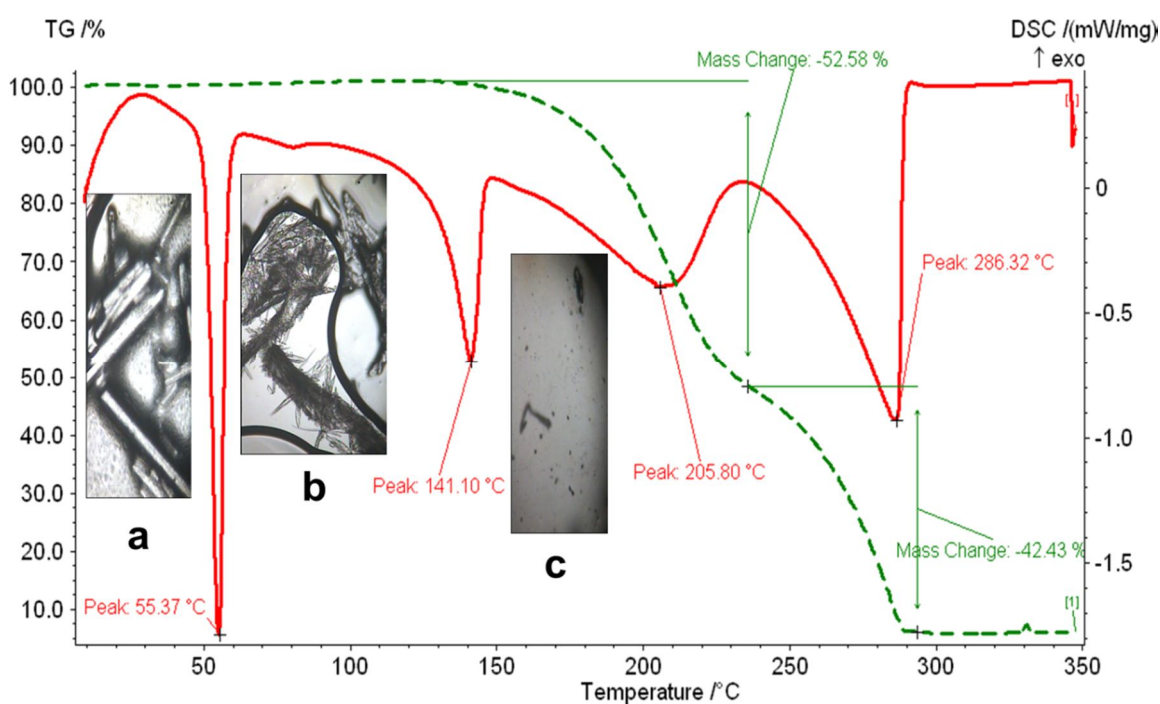 TG /%
DSC /(mW/mg)
↑ exo
Mass Change: -52.58 %
100.0
90.0
80.0
70.0
60.0
50.0
40.0
30.0
20.0
10.0
0
-0.5
-1.0
-1.5
[1]
Peak: 286.32 °C
Peak: 141.10 °C
Peak: 205.80 °C
Mass Change: -42.43 %
Peak: 55.37 °C
[1]
a
b
c
50
100
150
200
250
300
350
Temperature /°C